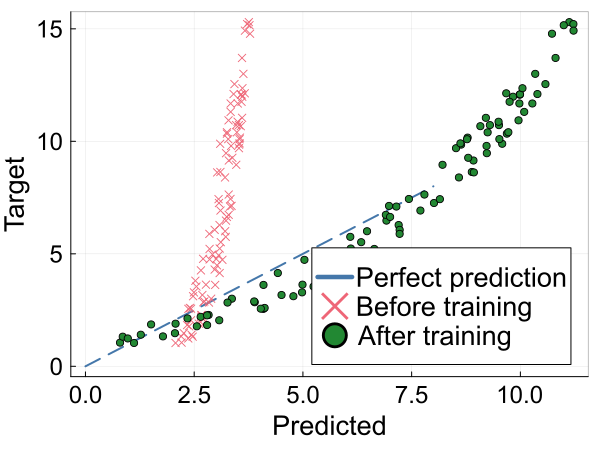 15
10
5
0
0.0 2.5 5.0 7.5 10.0
Target
Predicted
Perfect prediction
Before training
After training